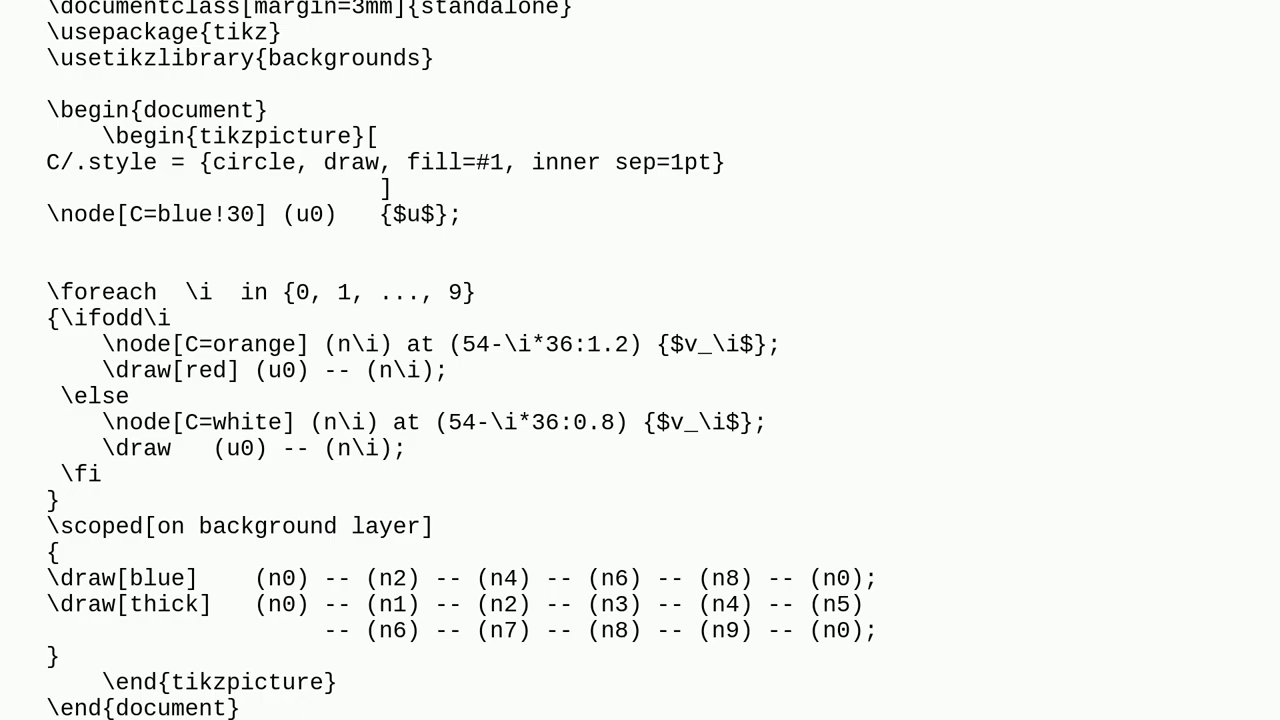 \documentclass[margin=3mm]{standalone}
\usepackage{tikz}
\usetikzlibrary{backgrounds}

\begin{document}
    \begin{tikzpicture}[
C/.style = {circle, draw, fill=#1, inner sep=1pt}
                        ]
\node[C=blue!30] (u0)   {$u$};


\foreach  \i  in {0, 1, ..., 9}
{\ifodd\i
    \node[C=orange] (n\i) at (54-\i*36:1.2) {$v_\i$};
    \draw[red] (u0) -- (n\i);
 \else
    \node[C=white] (n\i) at (54-\i*36:0.8) {$v_\i$};
    \draw   (u0) -- (n\i);
 \fi
}
\scoped[on background layer]
{
\draw[blue]    (n0) -- (n2) -- (n4) -- (n6) -- (n8) -- (n0);
\draw[thick]   (n0) -- (n1) -- (n2) -- (n3) -- (n4) -- (n5)
                    -- (n6) -- (n7) -- (n8) -- (n9) -- (n0);
}
    \end{tikzpicture}
\end{document}